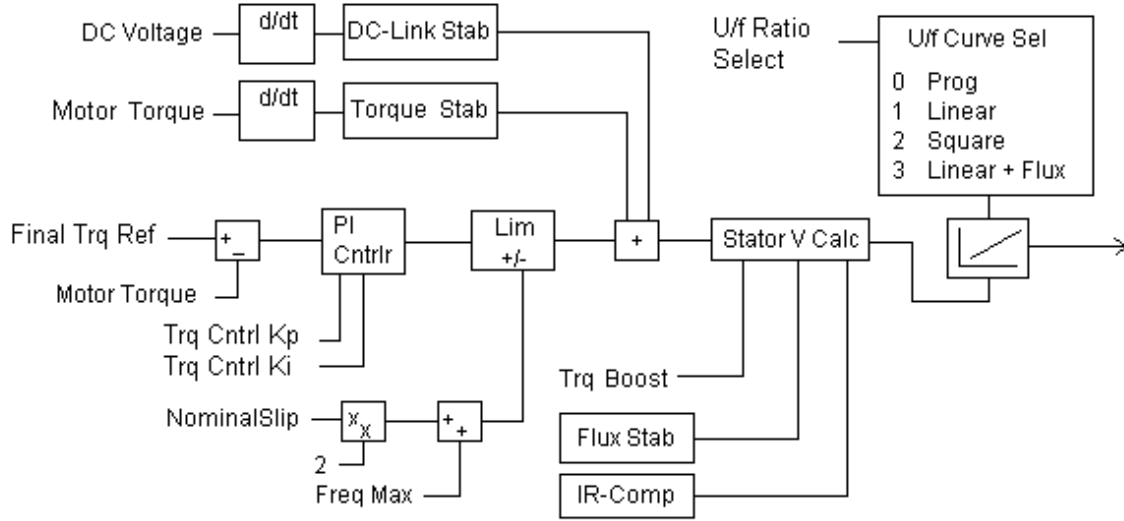 DC Voltage
d/dt
DC-Link Stab
U/f Ratio
Select
U/f Curve Sel
0 Prog
1 Linear
2 Square
3 Linear + Flux
Motor Torque
d/dt
Torque Stab
Final Trq Ref
+
_
PI
Cntrlr
Lim
+/-
+
Stator V Calc
Motor Torque
Trq Cntrl Kp
Trq Cntrl Ki
Trq Boost
NominalSlip
x
x
+
+
Flux Stab
2
Freq Max
IR-Comp